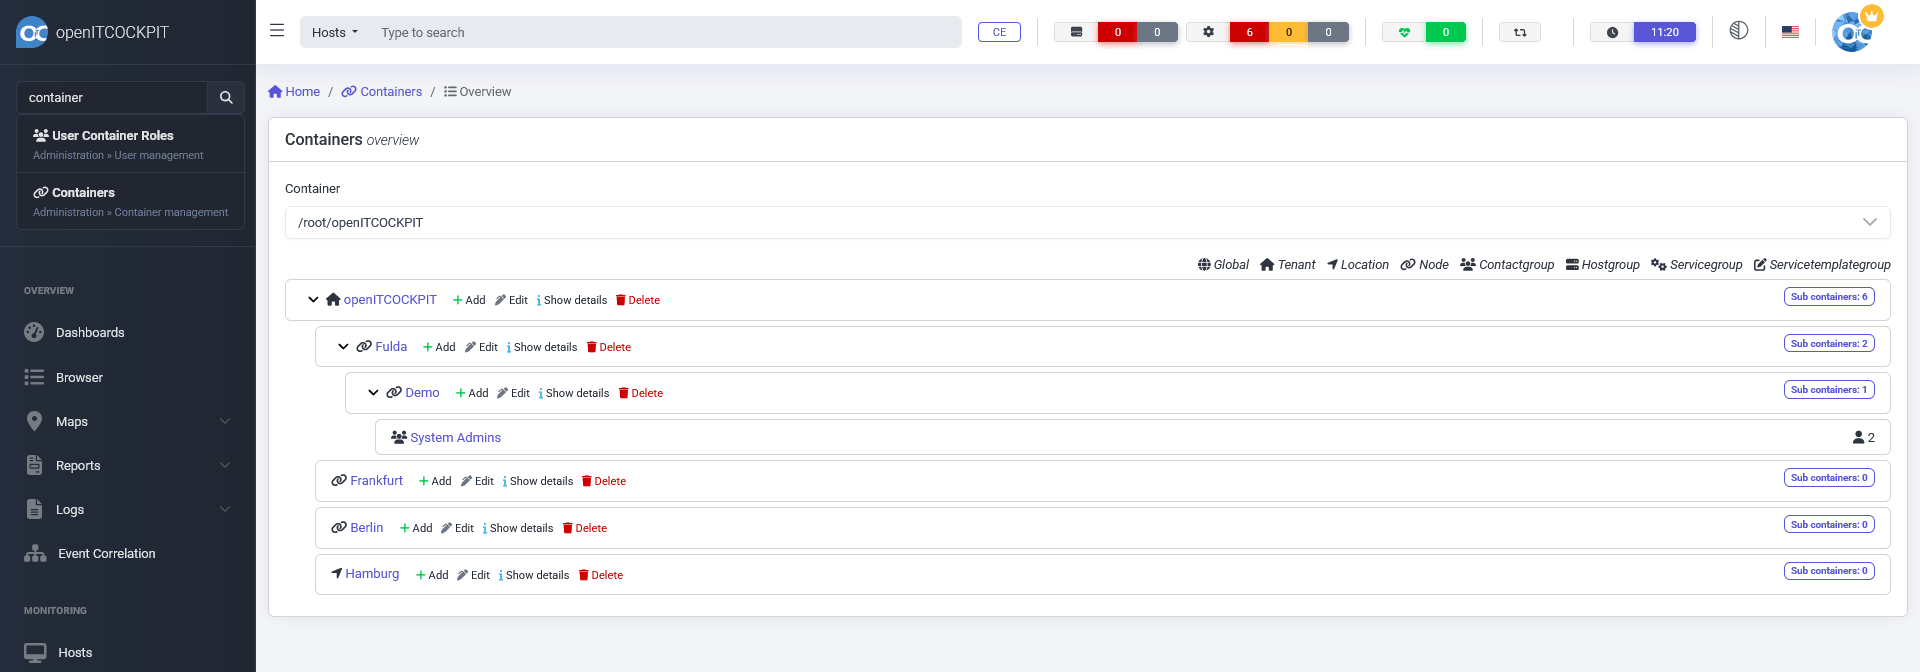 openITCOCKPIT
Hosts
Type to search
CE
0 0
6 0 0
0
11:20
container
User Container Roles
Administration » User management
Containers
Administration » Container management
OVERVIEW
Dashboards
Browser
Maps
Reports
Logs
Event Correlation
MONITORING
Hosts
Home / Containers / Overview
Containers overview
Container
/root/openITCOCKPIT
Global Tenant Location Node Contactgroup Hostgroup Servicegroup Servicetemplategroup
openITCOCKPIT Add Edit Show details Delete Sub containers: 6
Fulda Add Edit Show details Delete Sub containers: 2
Demo Add Edit Show details Delete Sub containers: 1
System Admins 2
Frankfurt Add Edit Show details Delete Sub containers: 0
Berlin Add Edit Show details Delete Sub containers: 0
Hamburg Add Edit Show details Delete Sub containers: 0